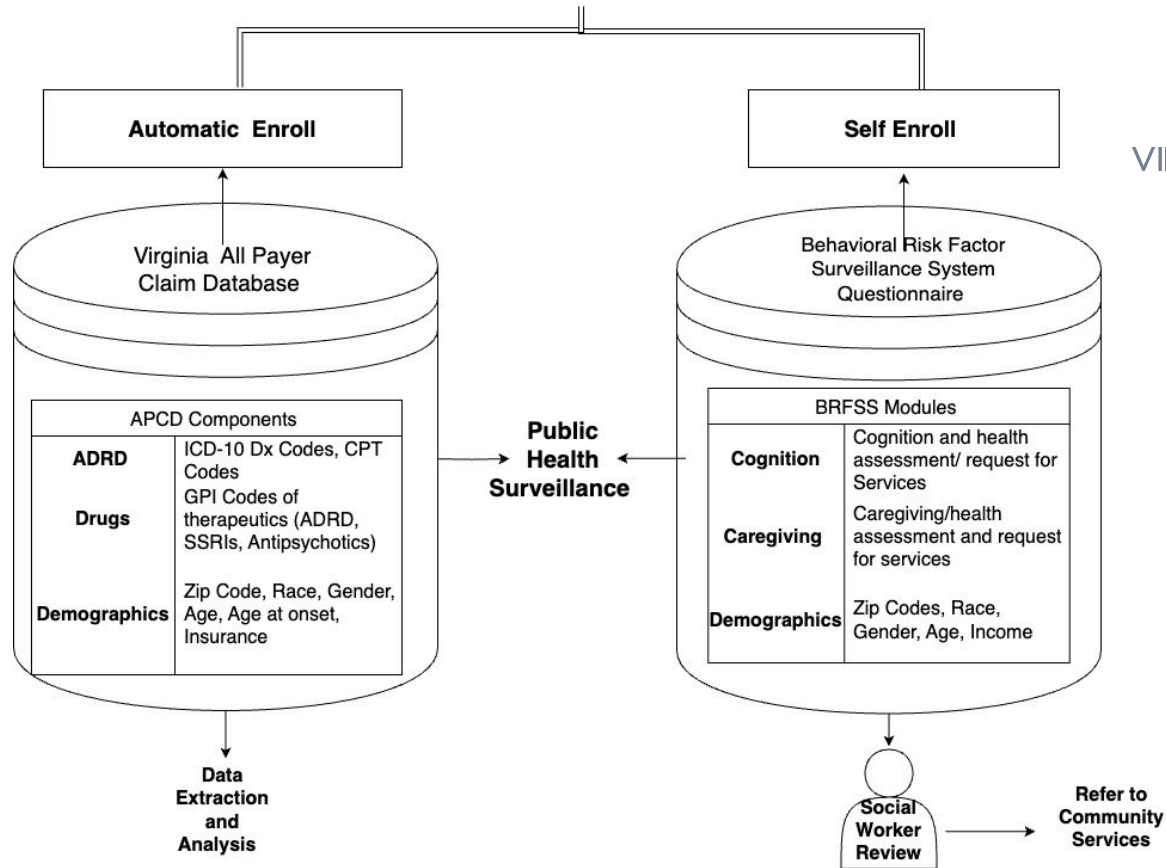 Automatic Enroll
Self Enroll
VII
Virginia All Payer
Claim Database
Behavioral Risk Factor
Surveillance System
Questionnaire
APCD Components
ADRD
ICD-10 Dx Codes, CPT
Codes
Drugs
GPI Codes of
therapeutics (ADRD,
SSRIs, Antipsychotics)
Demographics
Zip Code, Race, Gender,
Age, Age at onset,
Insurance
Public
Health
Surveillance
BRFSS Modules
Cognition
Cognition and health
assessment/ request for
Services
Caregiving
Caregiving/health
assessment and request
for services
Demographics
Zip Codes, Race,
Gender, Age, Income
Data
Extraction
and
Analysis
Social
Worker
Review
Refer to
Community
Services